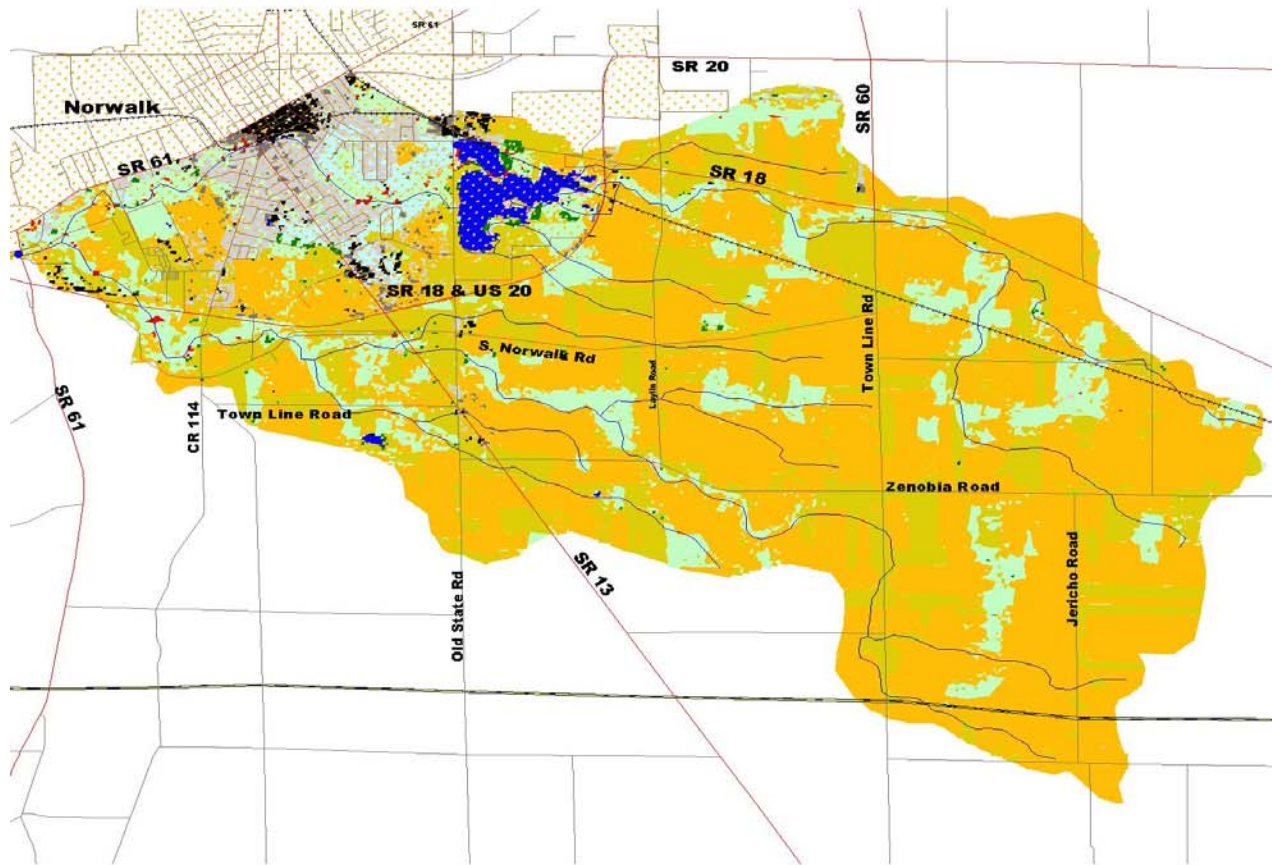 SR 61
SR 20
Norwalk
SR 60
SR 61
SR 18
SR 18 & US 20
S. Norwalk Rd
Town Line Rd
Laylin Road
SR 61
CR 114
Town Line Road
Zenobia Road
SR 13
Old State Rd
Jericho Road